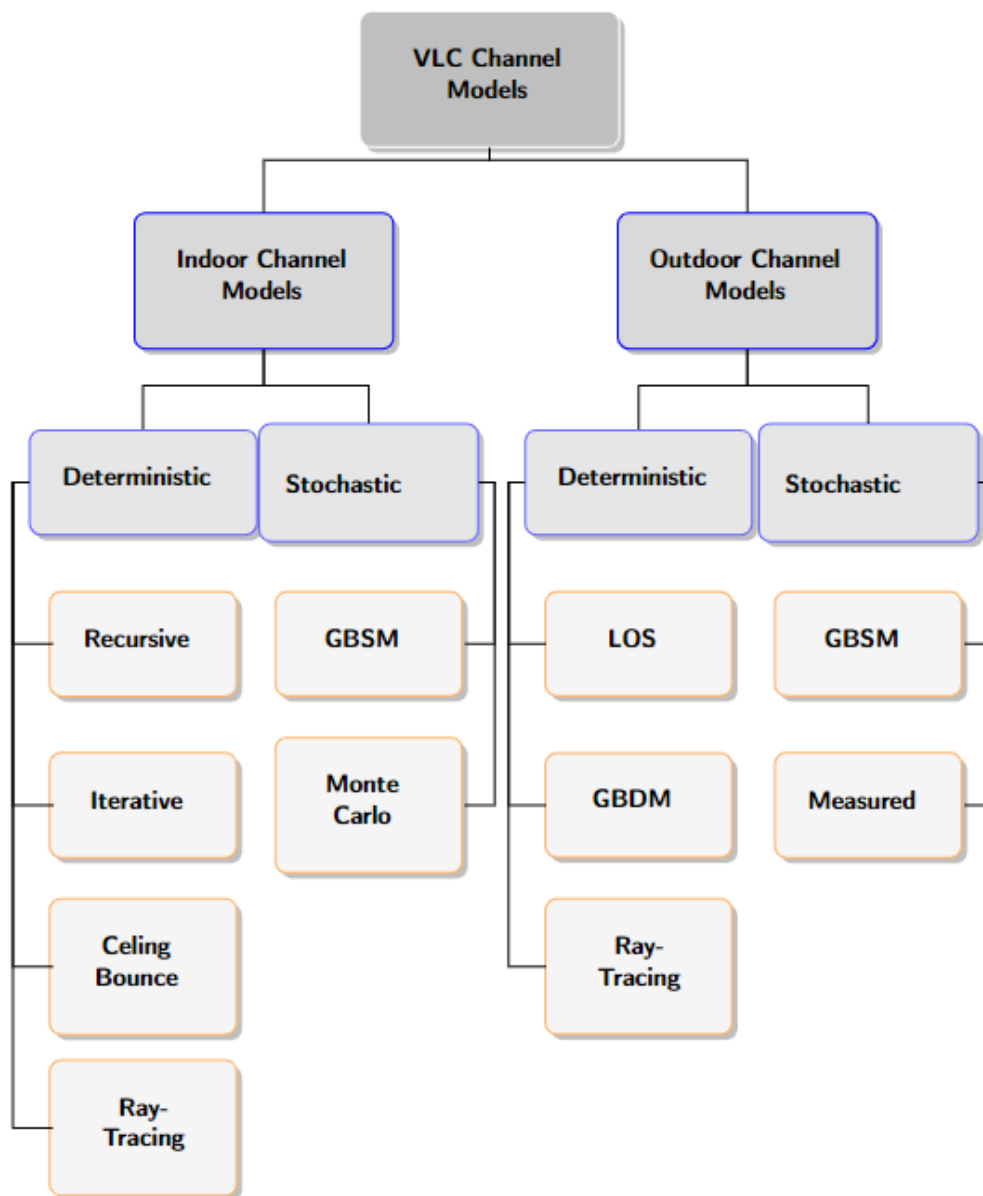 VLC Channel
Models
Indoor Channel
Models
Outdoor Channel
Models
Deterministic
Stochastic
Deterministic
Stochastic
Recursive
GBSM
LOS
GBSM
Iterative
Monte
Carlo
GBDM
Measured
Celing
Bounce
Ray-
Tracing
Ray-
Tracing